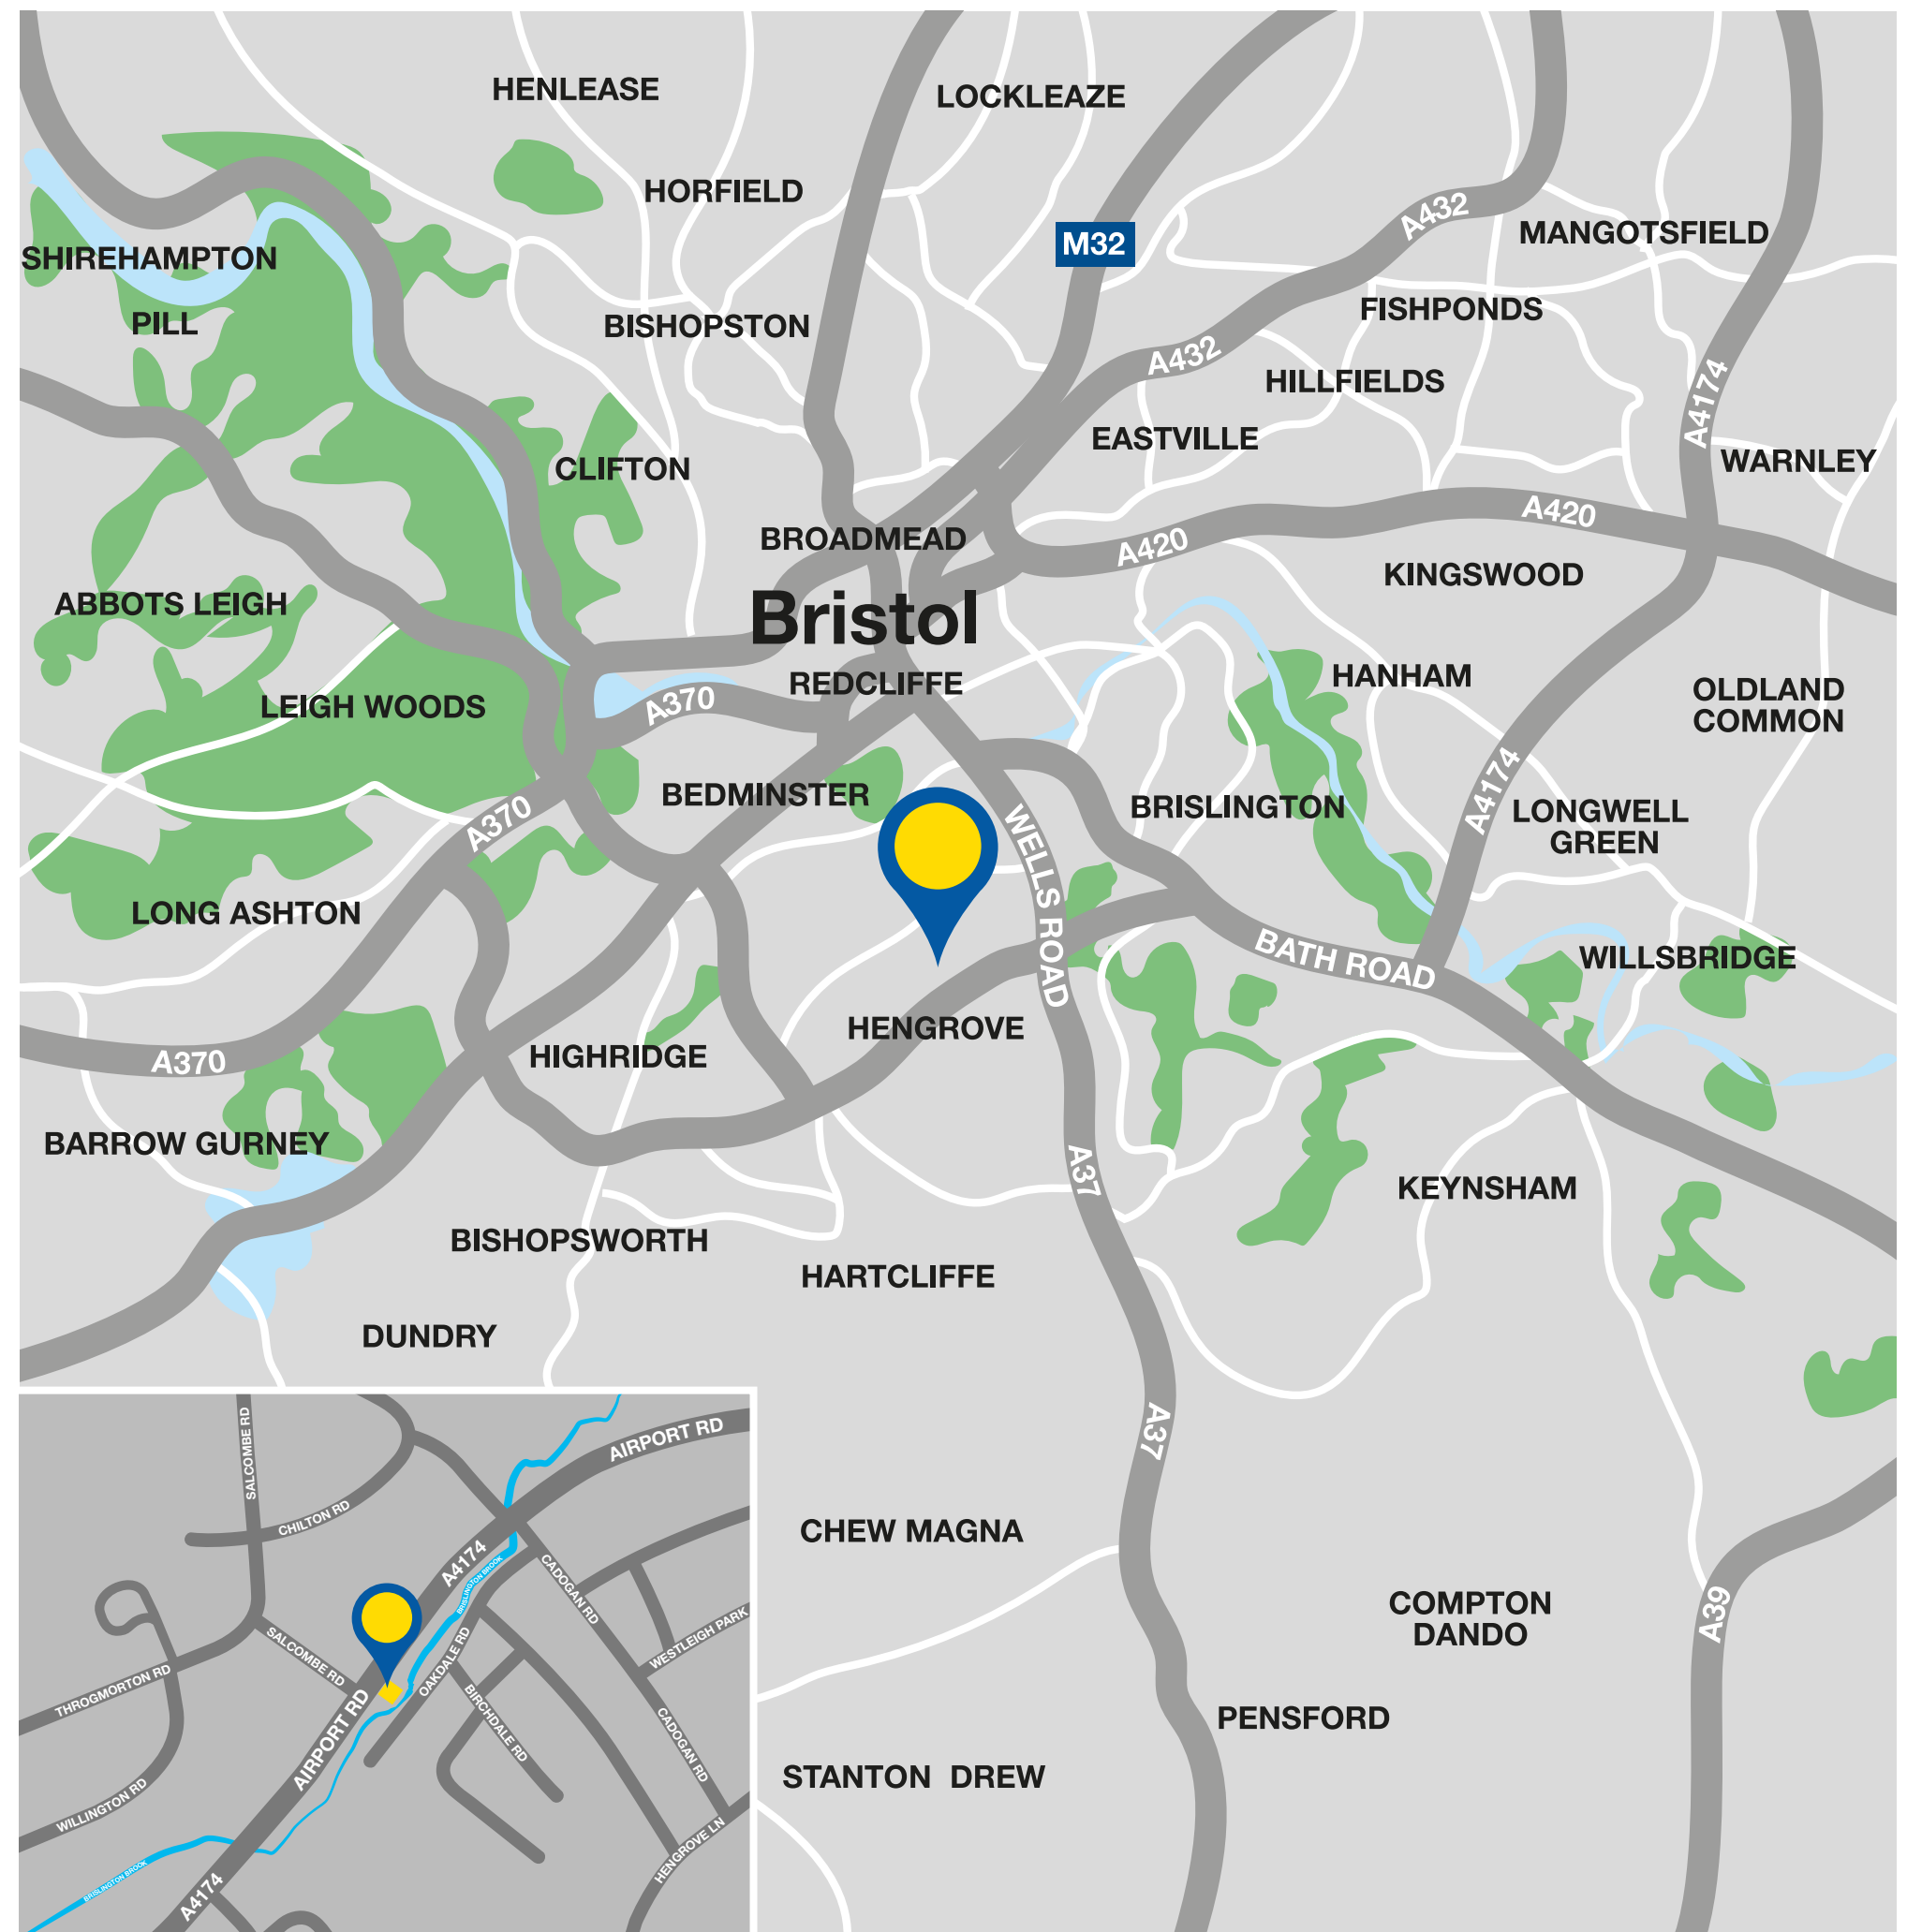 HENLEASE
LOCKLEAZE
HORFIELD
A432
MANGOTSFIELD
M32
SHIREHAMPTON
FISHPONDS
PILL
BISHOPSTON
A432
HILLFIELDS
A4174
EASTVILLE
WARNLEY
CLIFTON
A420
BROADMEAD
A420
KINGSWOOD
ABBOTS LEIGH
Bristol
HANHAM
REDCLIFFE
OLDLAND
COMMON
LEIGH WOODS
A370
A4174
BEDMINSTER
BRISLINGTON
LONGWELL
GREEN
A370
WELLS ROAD
LONG ASHTON
BATH ROAD
WILLSBRIDGE
HENGROVE
HIGHRIDGE
A370
BARROW GURNEY
A37
KEYNSHAM
BISHOPSWORTH
HARTCLIFFE
DUNDRY
A37
CHEW MAGNA
COMPTON
DANDO
A39
PENSFORD
STANTON DREW
SALCOMBE RD
AIRPORT RD
CHILTON RD
A4174
BRISLINGTON BROOK
CADOGAN RD
WESTLEIGH PARK
SALCOMBE RD
OAKDALE RD
THROGMORTON RD
BIRCHDALE RD
AIRPORT RD
CADOGAN RD
WILLINGTON RD
HENGROVE LN
BRISLINGTON BROOK
A4174